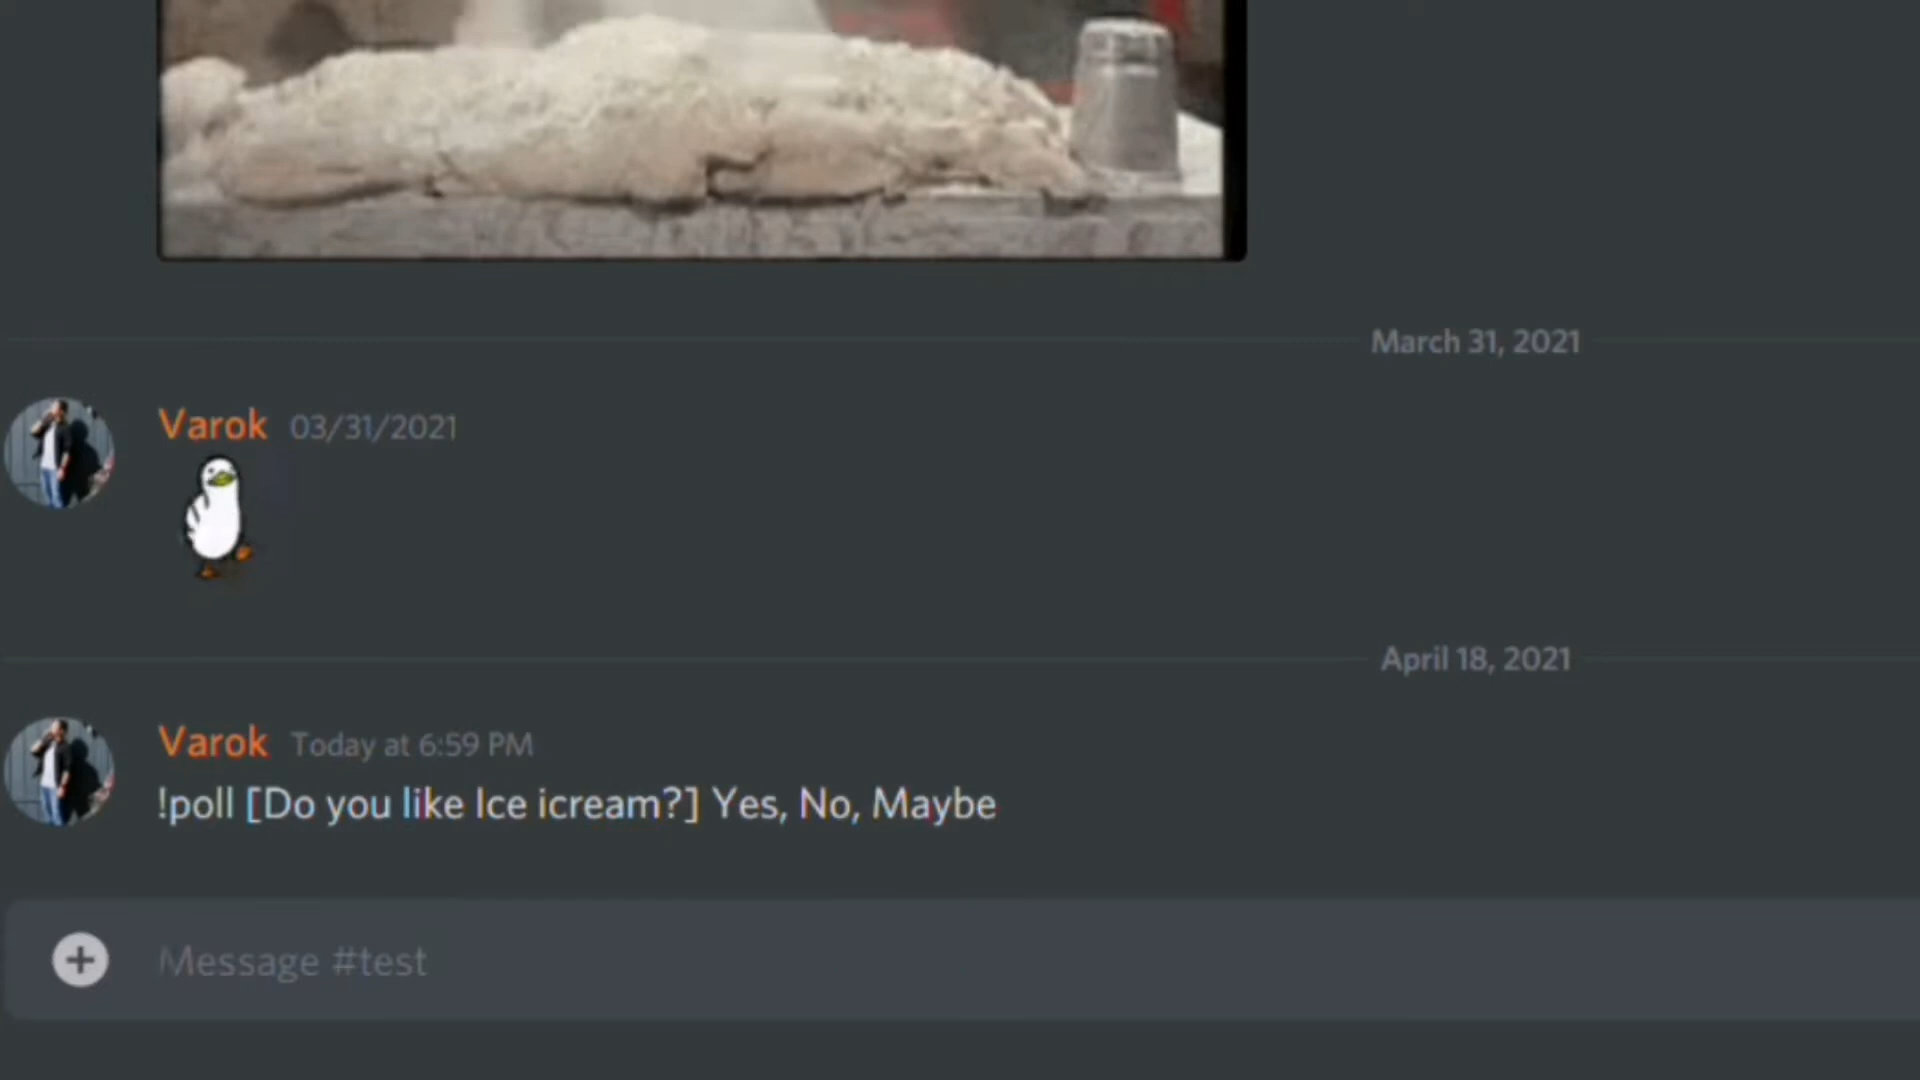 March 31, 2021
Varok 03/31/2021
April 18, 2021
Varok Today at 6:59 PM
!poll [Do you like Ice icream?] Yes, No, Maybe
Message #test